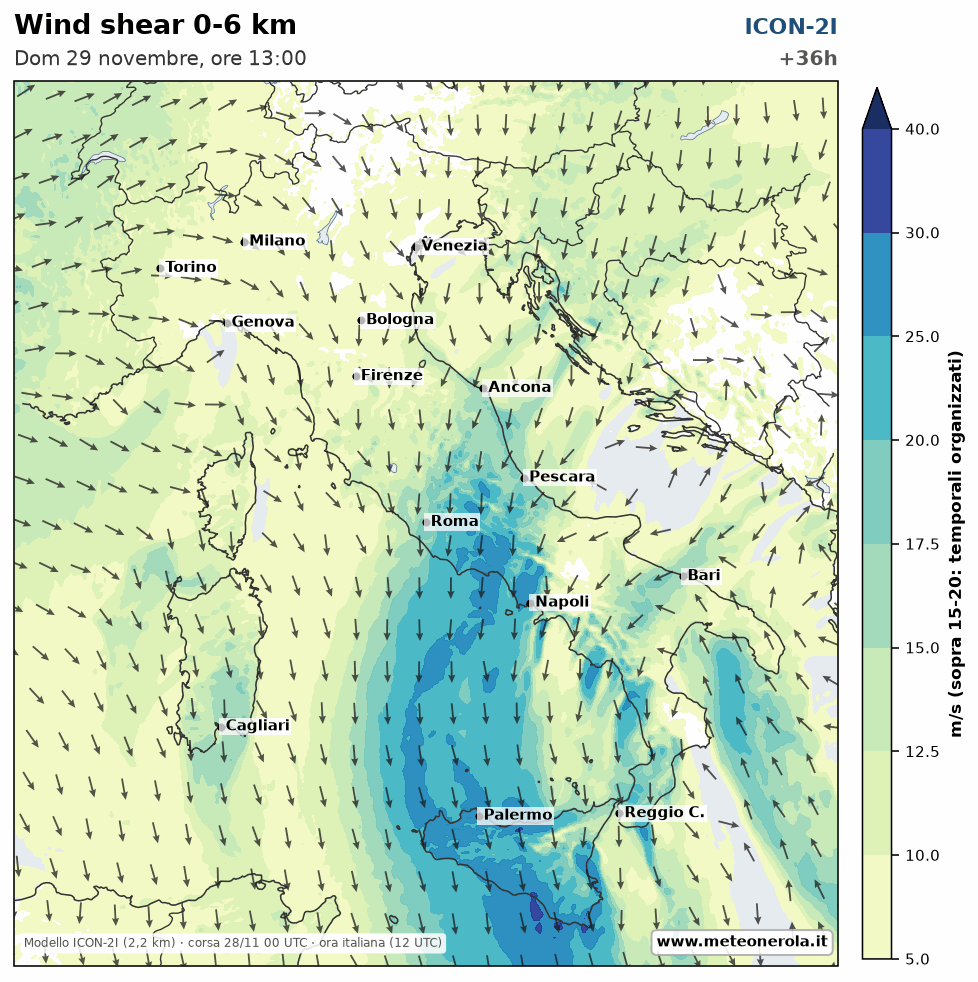 Wind shear 0-6 km
ICON-2I
Dom 29 novembre, ore 13:00
+36h
40.0
30.0
25.0
20.0
17.5
15.0
12.5
10.0
5.0
m/s (sopra 15-20: temporali organizzati)
Milano
Venezia
Torino
Genova
Bologna
Firenze
Ancona
Pescara
Roma
Bari
Napoli
Cagliari
Palermo
Reggio C.
Modello ICON-2I (2,2 km) · corsa 28/11 00 UTC · ora italiana (12 UTC)
www.meteonerola.it